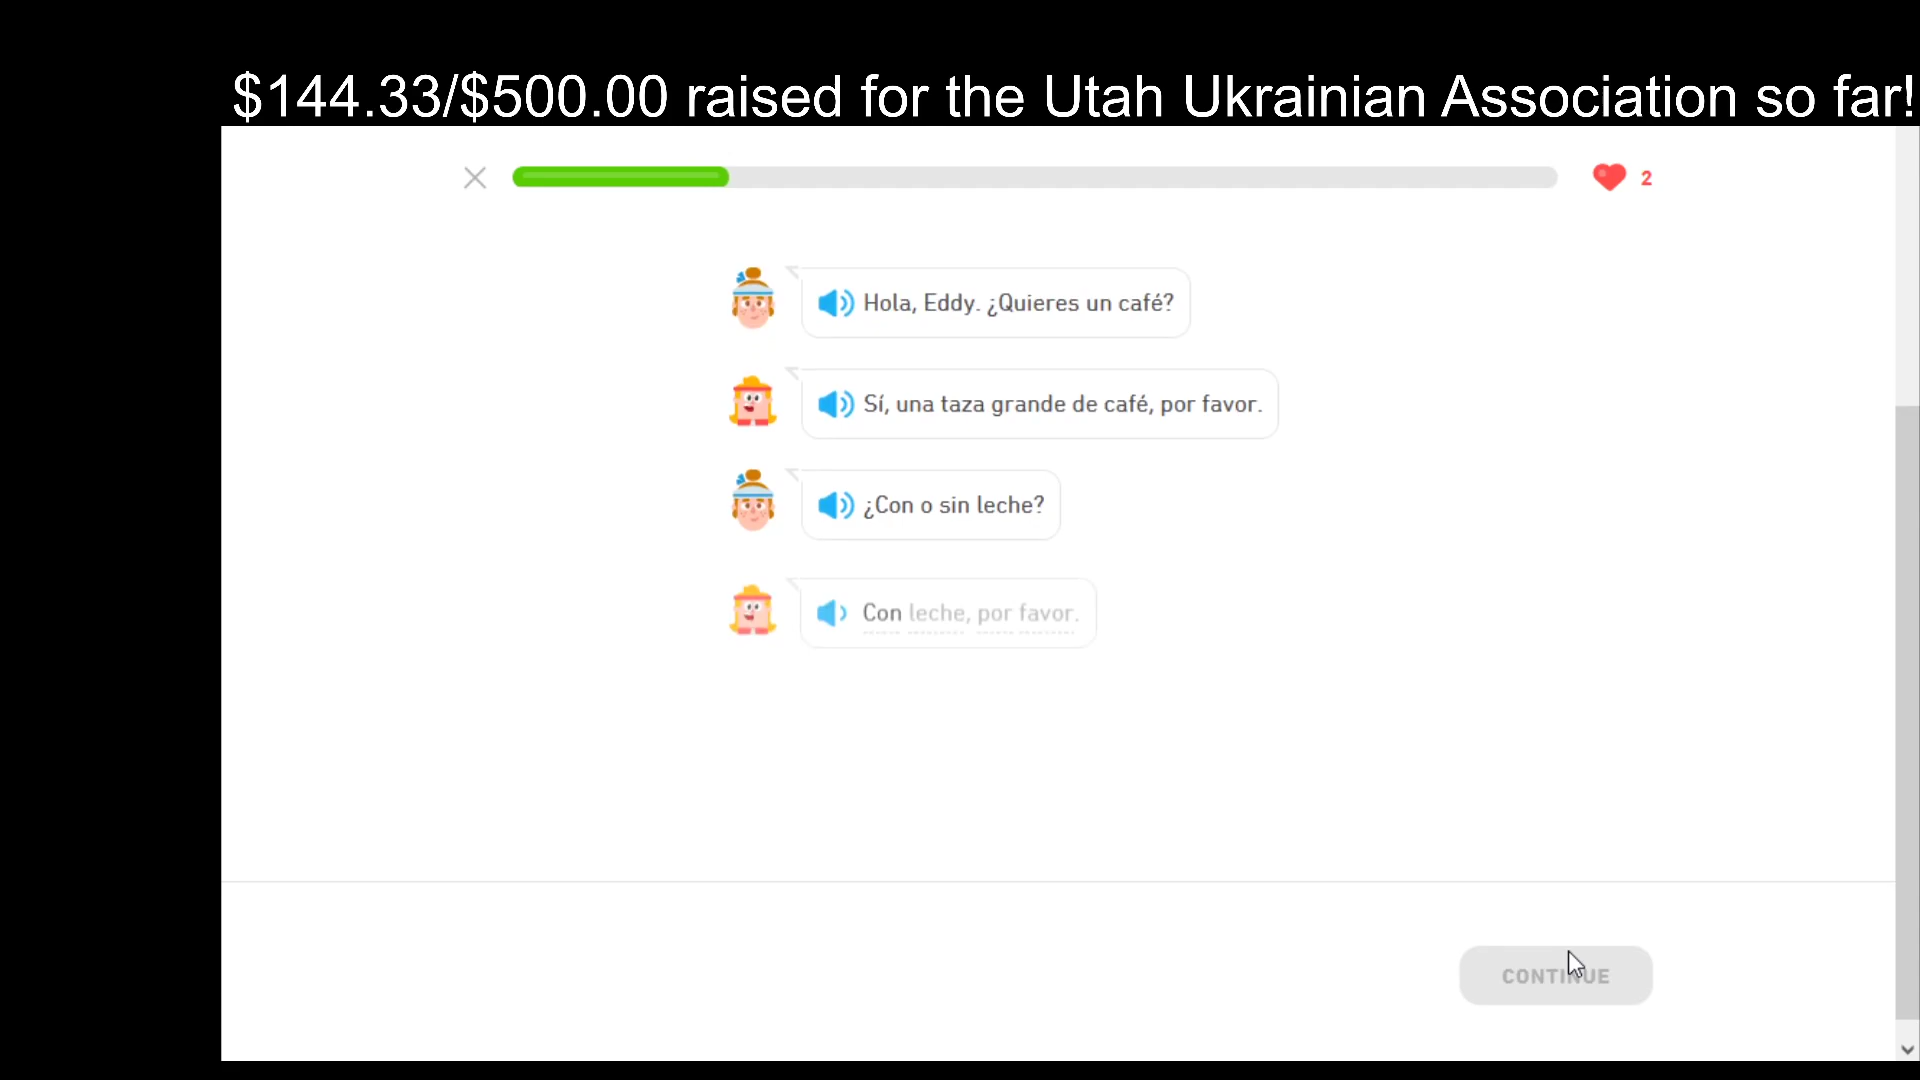 $144.33/$500.00 raised for the Utah Ukrainian Association so far!
2
Hola, Eddy. ¿Quieres un café?
Sí, una taza grande de café, por favor.
¿Con o sin leche?
Con leche, por favor.
CONTINUE